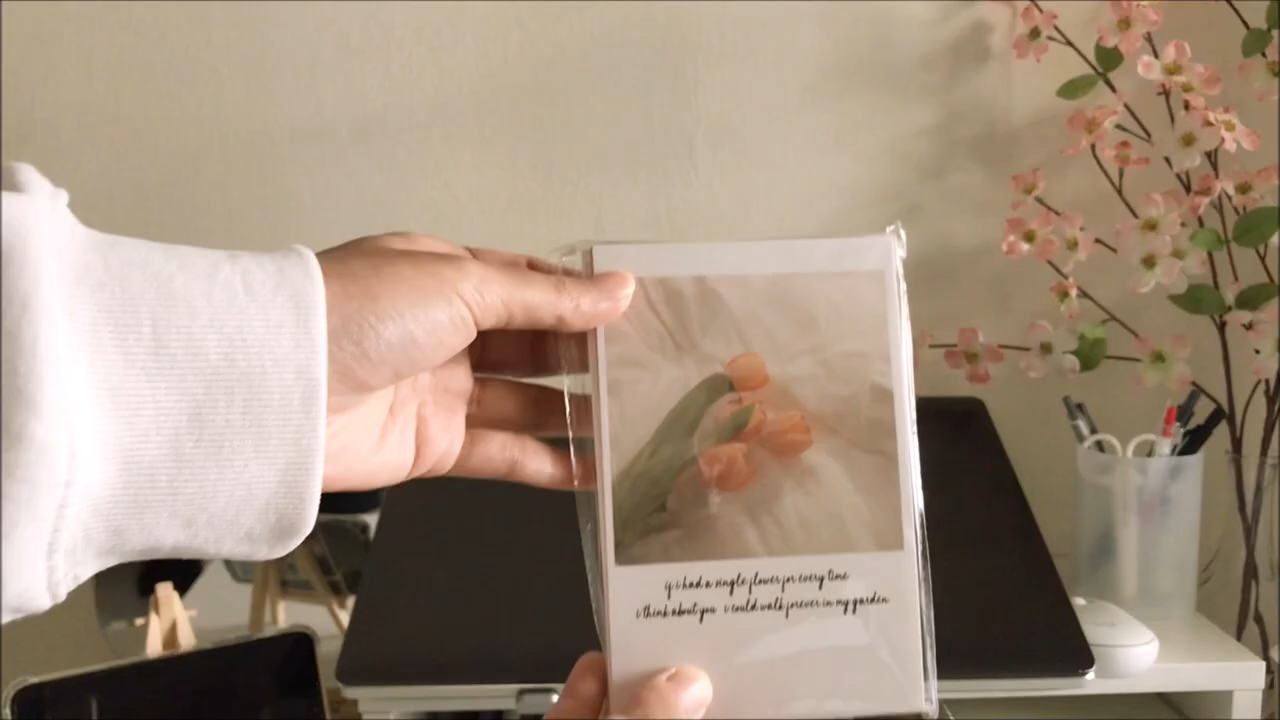 if i had a single flower for every time
i think about you i could walk forever in my garden